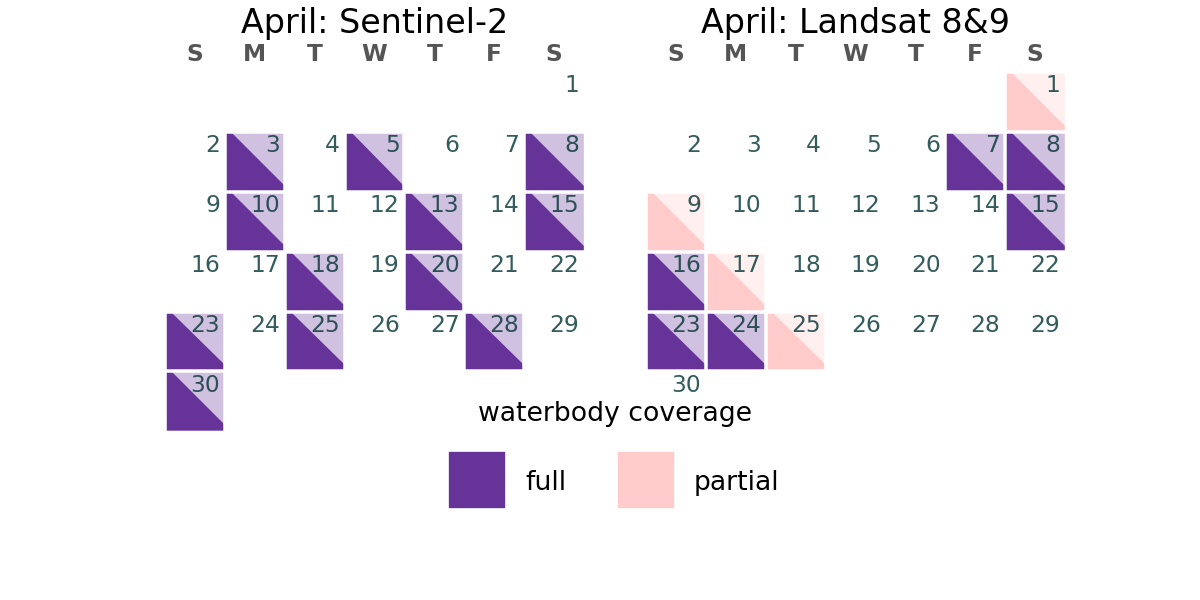 April: Sentinel-2
S M T W T F S
1
2 3 4 5 6 7 8
9 10 11 12 13 14 15
16 17 18 19 20 21 22
23 24 25 26 27 28 29
30
April: Landsat 8&9
S M T W T F S
1
2 3 4 5 6 7 8
9 10 11 12 13 14 15
16 17 18 19 20 21 22
23 24 25 26 27 28 29
30
waterbody coverage
full partial